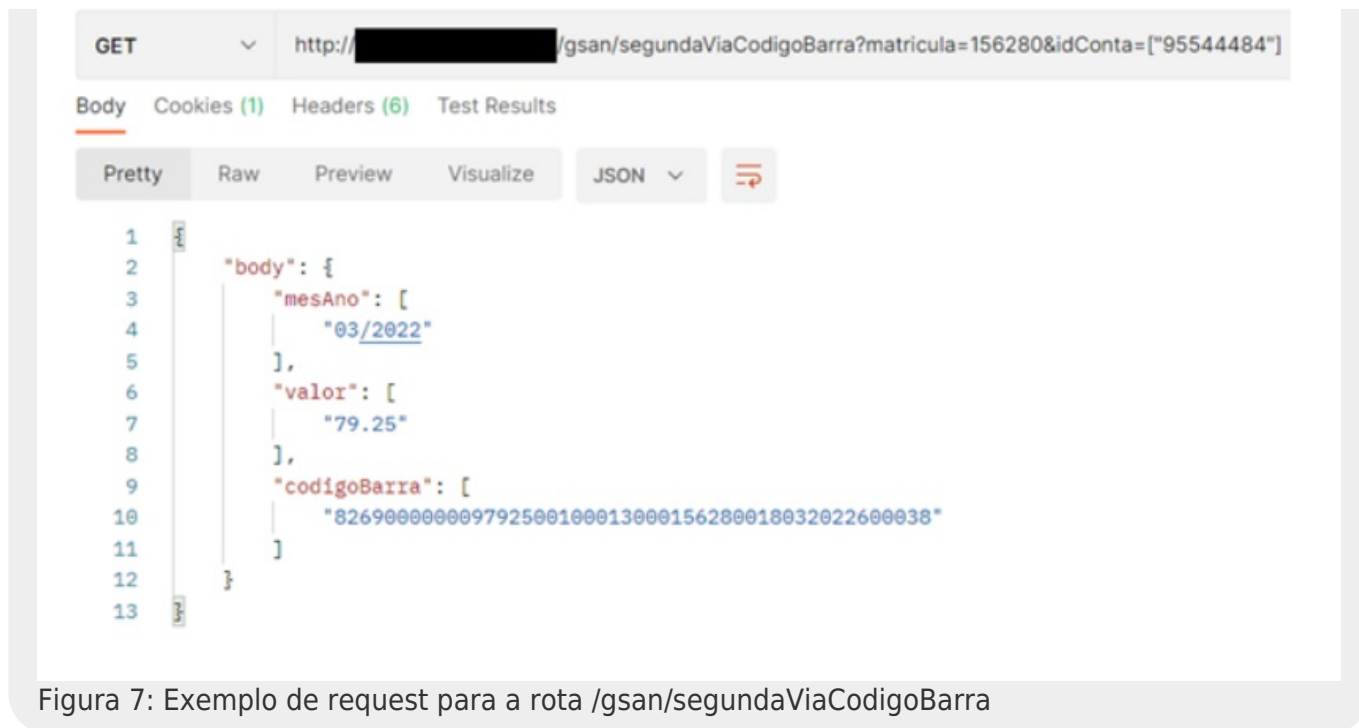 GET http:// /gsan/segundaViaCodigoBarra?matricula=156280&idConta=["95544484"]
Body Cookies (1) Headers (6) Test Results
Pretty Raw Preview Visualize JSON
1 {
2 "body": {
3 "mesAno": [
4 "03/2022"
5 ],
6 "valor": [
7 "79.25"
8 ],
9 "codigoBarra": [
10 "826900000009792500100013000156280018032022600038"
11 ]
12 }
13 }
Figura 7: Exemplo de request para a rota /gsan/segundaViaCodigoBarra